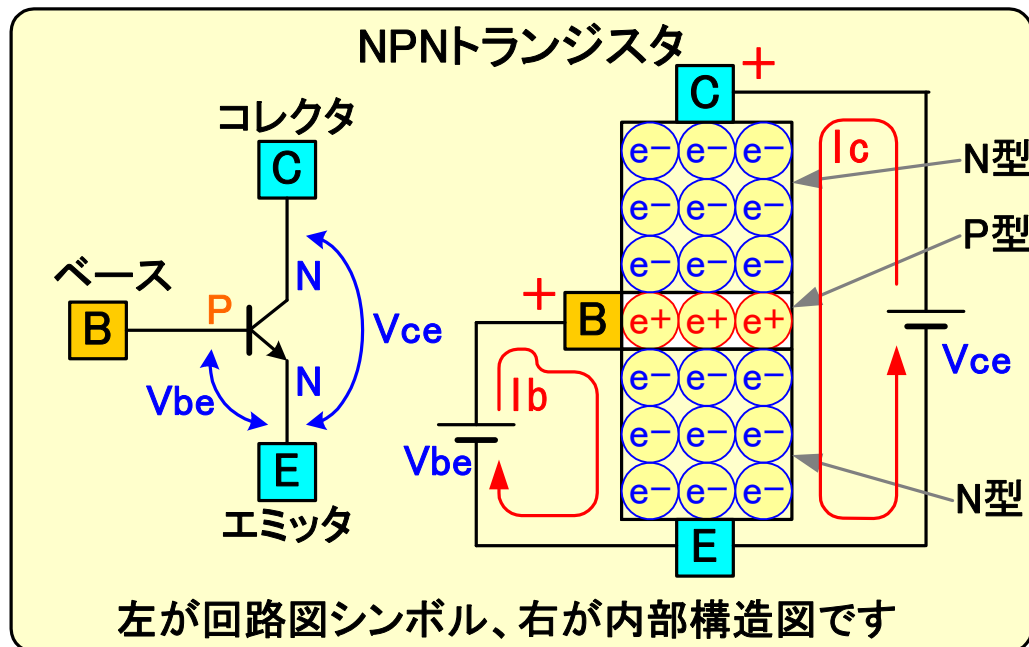 NPNトランジスタ
コレクタ
C
N
ベース
B
P
Vce
Vbe
N
E
エミッタ
C
+
Ic
N型
e− e− e−
e− e− e−
e− e− e−
P型
+
B
e+ e+ e+
Vce
Ib
Vbe
e− e− e−
e− e− e−
e− e− e−
N型
E
左が回路図シンボル、右が内部構造図です